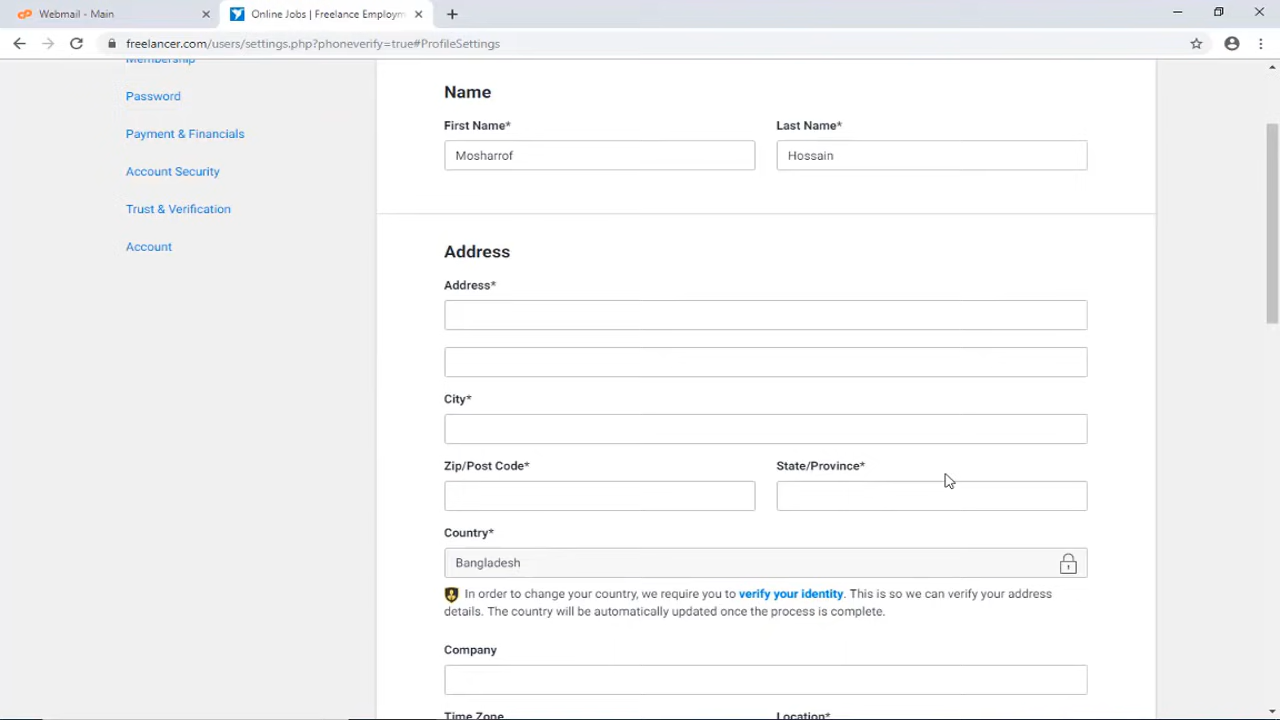 Webmail - Main
Online Jobs | Freelance Employm
freelancer.com/users/settings.php?phoneverify=true#ProfileSettings
Membership
Password
Payment & Financials
Account Security
Trust & Verification
Account
Name
First Name*
Last Name*
Mosharrof
Hossain
Address
Address*
City*
Zip/Post Code*
State/Province*
Country*
Bangladesh
In order to change your country, we require you to verify your identity. This is so we can verify your address
details. The country will be automatically updated once the process is complete.
Company
Time Zone
Location*